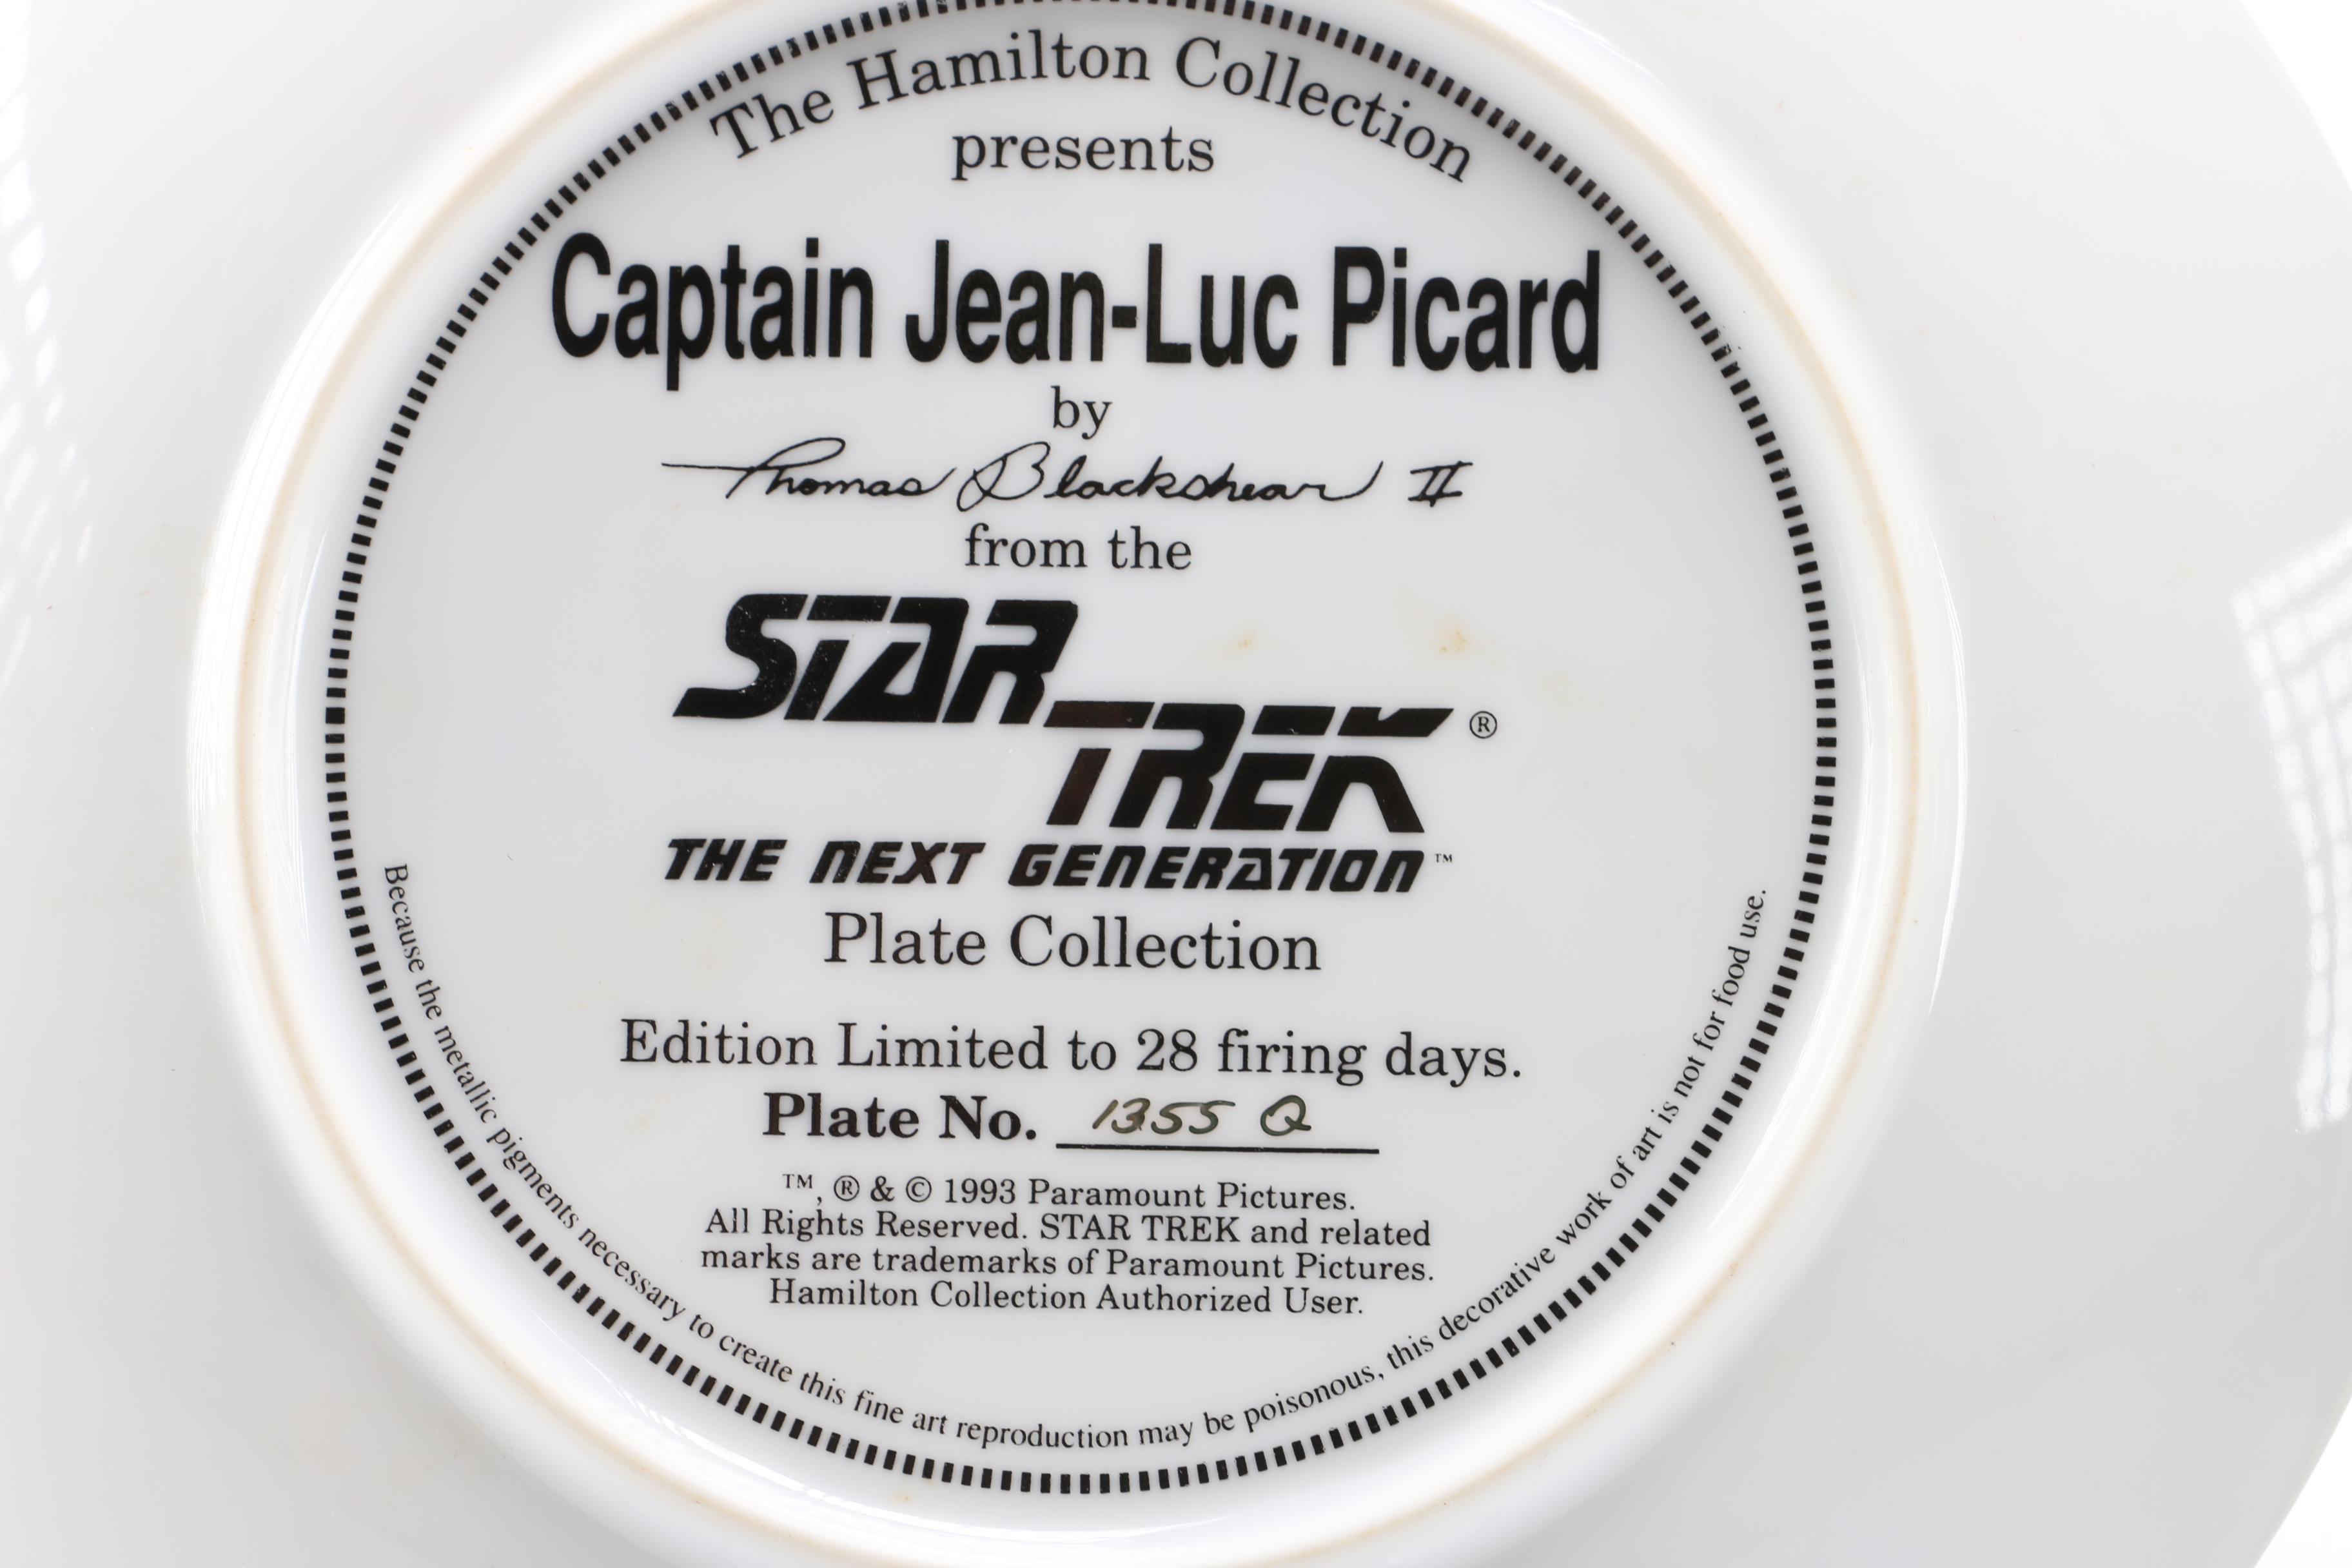 The Hamilton Collection
presents
Captain Jean-Luc Picard
by
Thomas Blackshear II
from the
STAR
TREK®
THE NEXT GENERATION™
Plate Collection
Edition Limited to 28 firing days.
Plate No. 1355 Q
™, ® & © 1993 Paramount Pictures.
All Rights Reserved. STAR TREK and related
marks are trademarks of Paramount Pictures.
Hamilton Collection Authorized User.
Because the metallic pigments necessary to create this fine art reproduction may be poisonous, this decorative work of art is not for food use.